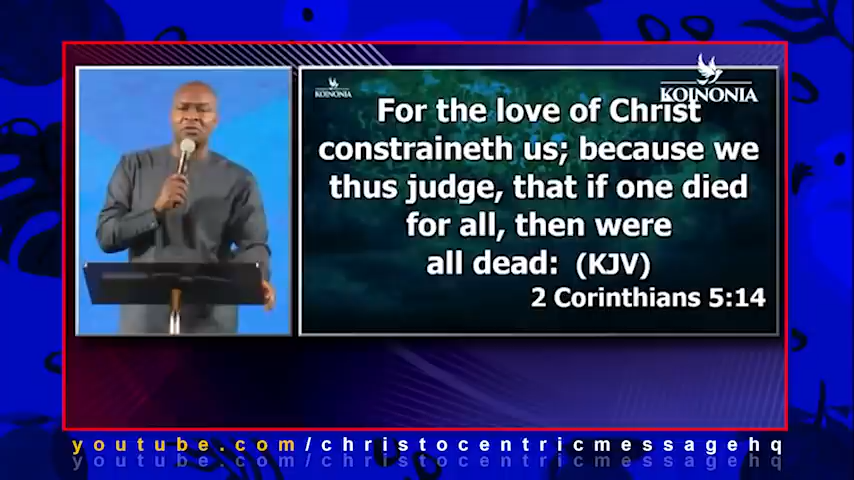 KOINONIA
KOINONIA
For the love of Christ
constraineth us; because we
thus judge, that if one died
for all, then were
all dead: (KJV)
2 Corinthians 5:14
youtube.com/christocentricmessagehq
youtube.com/christocentricmessagehq